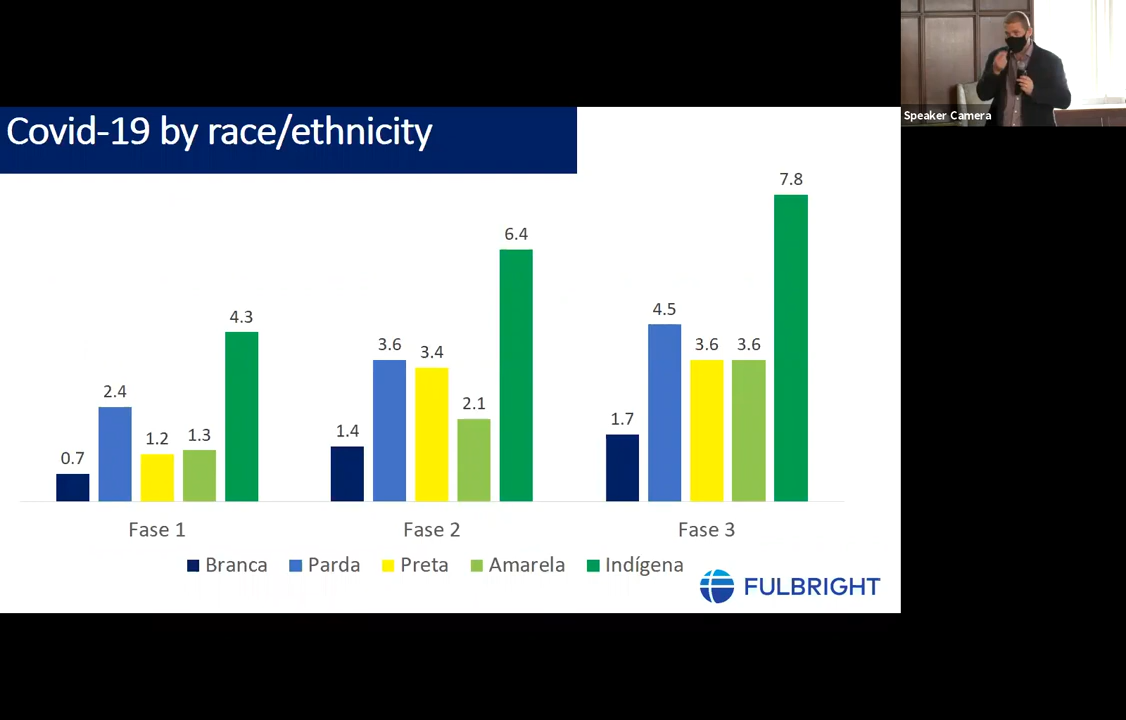 Covid-19 by race/ethnicity
Speaker Camera
0.7
2.4
1.2
1.3
4.3
1.4
3.6
3.4
2.1
6.4
1.7
4.5
3.6
3.6
7.8
Fase 1
Fase 2
Fase 3
Branca Parda Preta Amarela Indígena
FULBRIGHT